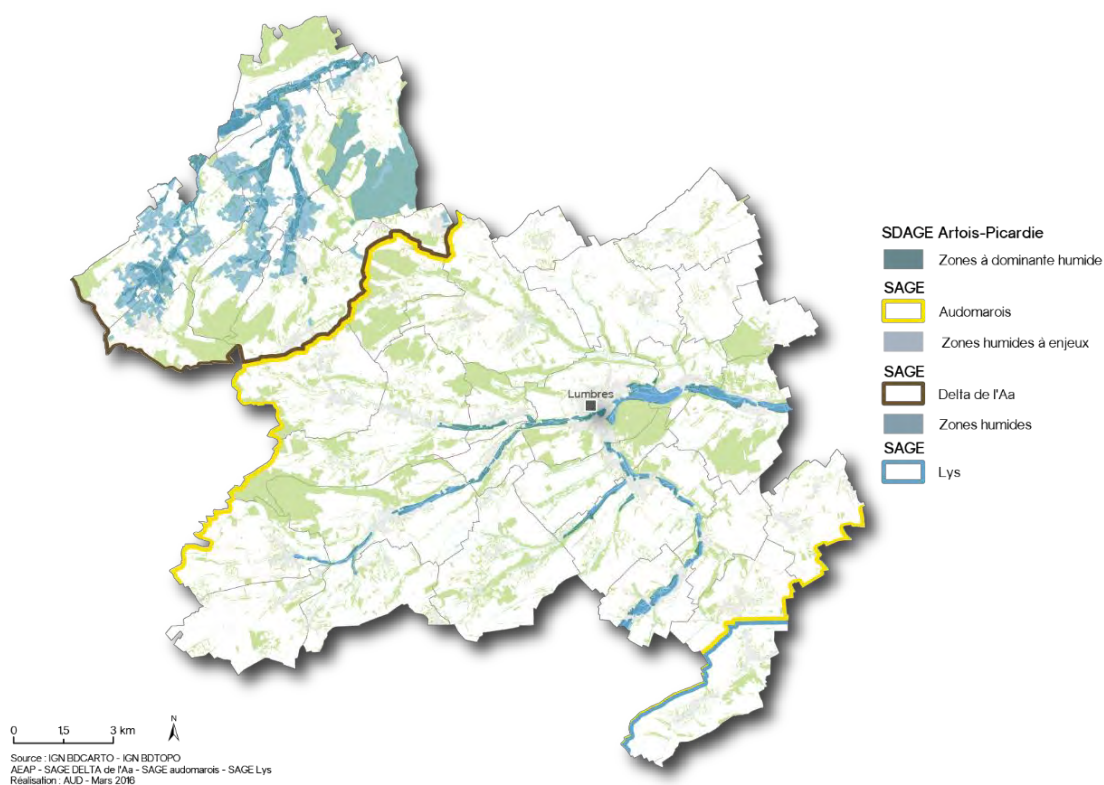 Lumbres
SDAGE Artois-Picardie
Zones à dominante humide
SAGE
Audomarois
Zones humides à enjeux
SAGE
Delta de l'Aa
Zones humides
SAGE
Lys
0 1,5 3 km
N
Source : IGN BDCARTO - IGN BDTOPO
AEAP - SAGE DELTA de l'Aa - SAGE audomarois - SAGE Lys
Réalisation : AUD - Mars 2016